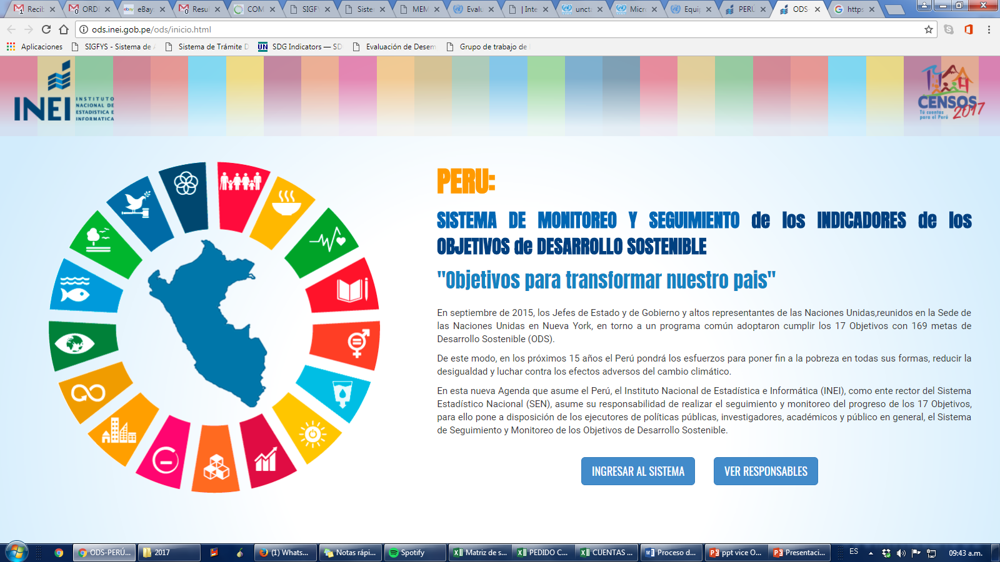 Recib
ORD
eBay
Resul
COM
SIGF
Sister
MEM
Evalu
| Inte
uncta
Micro
Equip
PERÚ
ODS-
https
ods.inei.gob.pe/ods/inicio.html
Aplicaciones
SIGFYS - Sistema de
Sistema de Trámite D
UN SDG Indicators — SD
Evaluación de Desem
Grupo de trabajo de
INEI
INSTITUTO
NACIONAL DE
ESTADISTICA E
INFORMATICA
CENSOS
2017
Tú cuentas
para el Perú
PERU:
SISTEMA DE MONITOREO Y SEGUIMIENTO de los INDICADORES de los
OBJETIVOS de DESARROLLO SOSTENIBLE
"Objetivos para transformar nuestro pais"
En septiembre de 2015, los Jefes de Estado y de Gobierno y altos representantes de las Naciones Unidas,reunidos en la Sede de
las Naciones Unidas en Nueva York, en torno a un programa común adoptaron cumplir los 17 Objetivos con 169 metas de
Desarrollo Sostenible (ODS).
De este modo, en los próximos 15 años el Perú pondrá los esfuerzos para poner fin a la pobreza en todas sus formas, reducir la
desigualdad y luchar contra los efectos adversos del cambio climático.
En esta nueva Agenda que asume el Perú, el Instituto Nacional de Estadística e Informática (INEI), como ente rector del Sistema
Estadístico Nacional (SEN), asume su responsabilidad de realizar el seguimiento y monitoreo del progreso de los 17 Objetivos,
para ello pone a disposición de los ejecutores de políticas públicas, investigadores, académicos y público en general, el Sistema
de Seguimiento y Monitoreo de los Objetivos de Desarrollo Sostenible.
INGRESAR AL SISTEMA
VER RESPONSABLES
ODS-PERÚ...
2017
(1) Whats...
Notas rápi...
Spotify
Matriz de s...
PEDIDO C...
CUENTAS ...
Proceso d...
ppt vice O...
Presentaci...
ES
09:43 a.m.